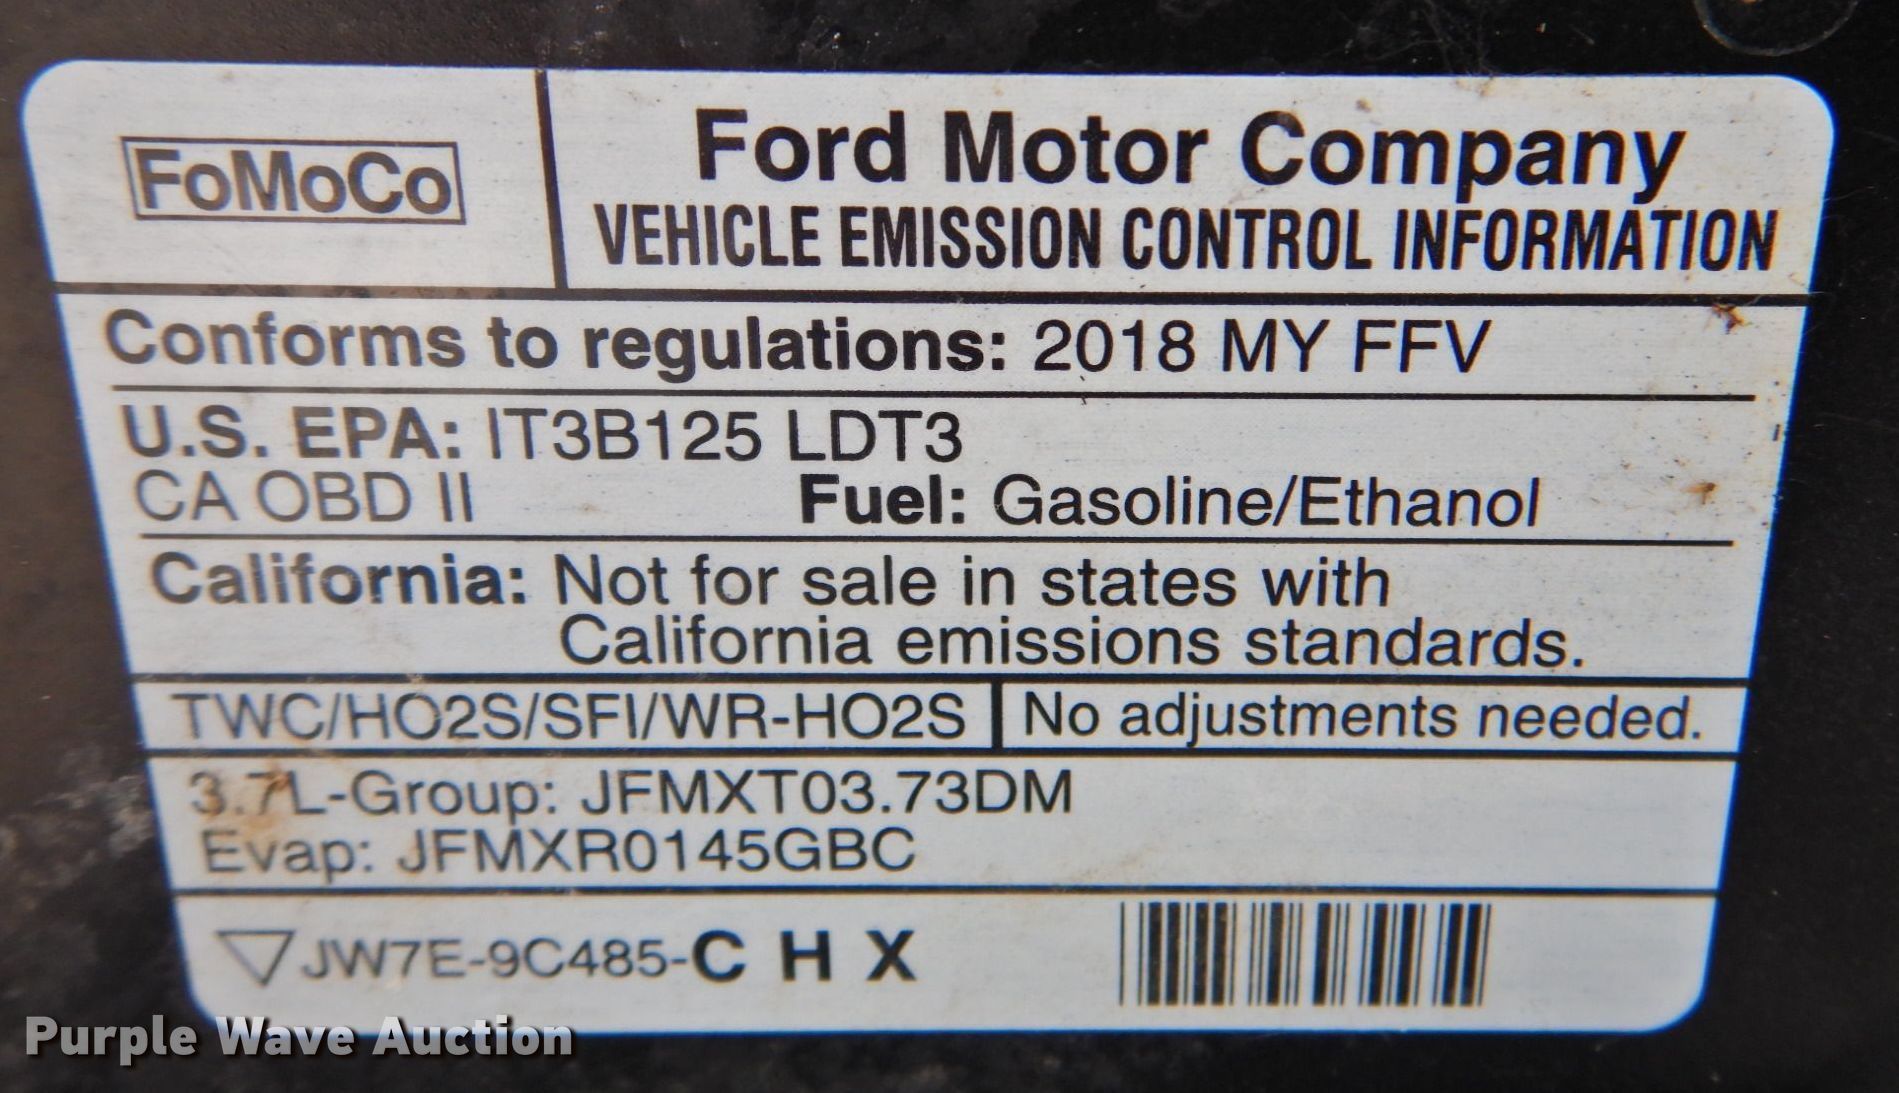 FoMoCo
Ford Motor Company
VEHICLE EMISSION CONTROL INFORMATION
Conforms to regulations: 2018 MY FFV
U.S. EPA: IT3B125 LDT3
CA OBD II Fuel: Gasoline/Ethanol
California: Not for sale in states with
California emissions standards.
TWC/HO2S/SFI/WR-HO2S No adjustments needed.
3.7L-Group: JFMXT03.73DM
Evap: JFMXR0145GBC
JW7E-9C485-C H X
Purple Wave Auction